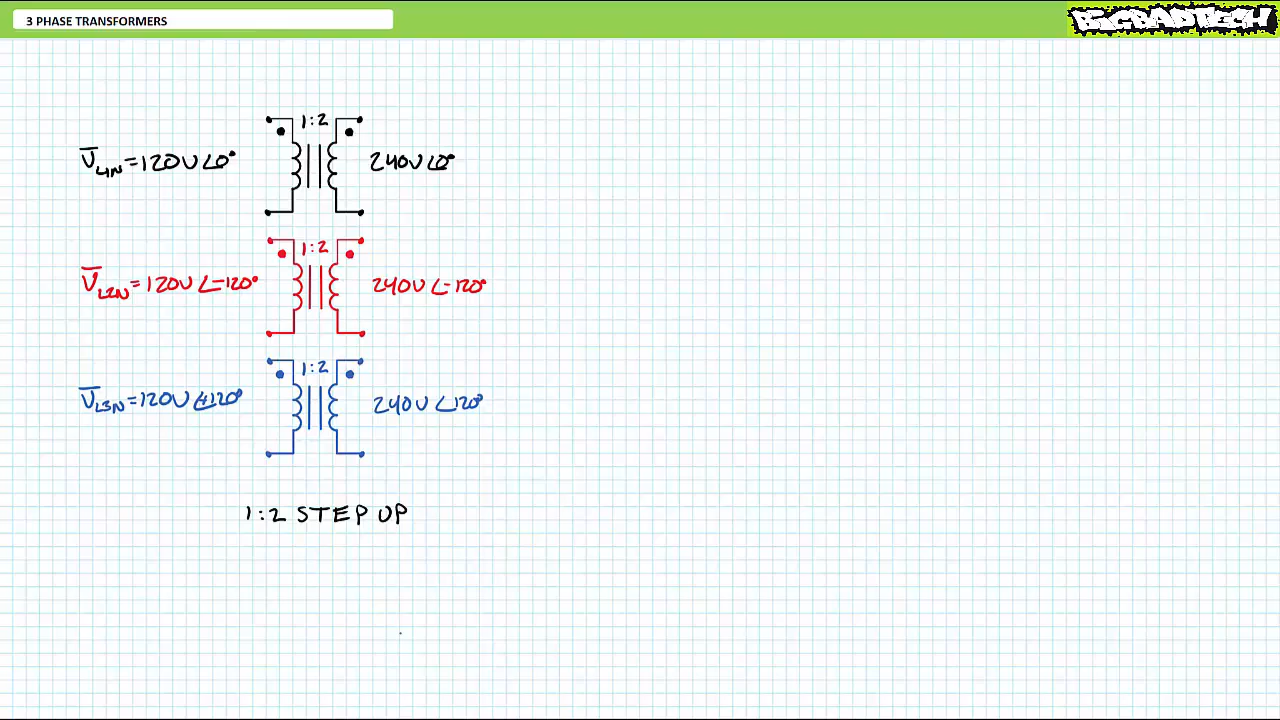 3 PHASE TRANSFORMERS
BIGBADTECH
1:2
V̅L1N = 120V∠0°
240V∠0°
1:2
V̅L2N = 120V∠-120°
240V∠-120°
1:2
V̅L3N = 120V∠+120°
240V∠120°
1:2 STEP UP